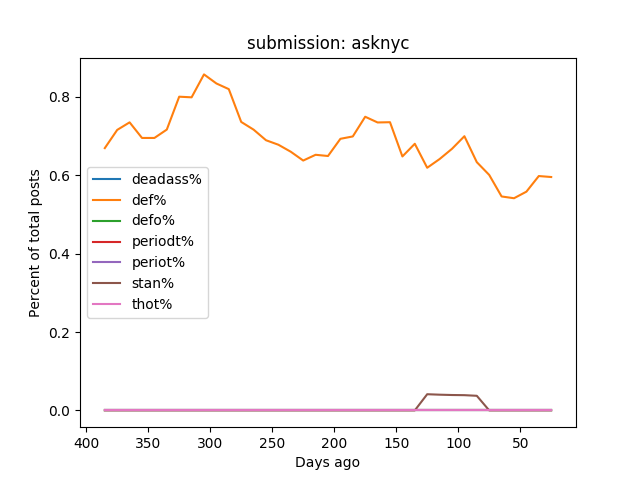 submission: asknyc
Percent of total posts
0.8
0.6
0.4
0.2
0.0
deadass%
def%
defo%
periodt%
periot%
stan%
thot%
400 350 300 250 200 150 100 50
Days ago